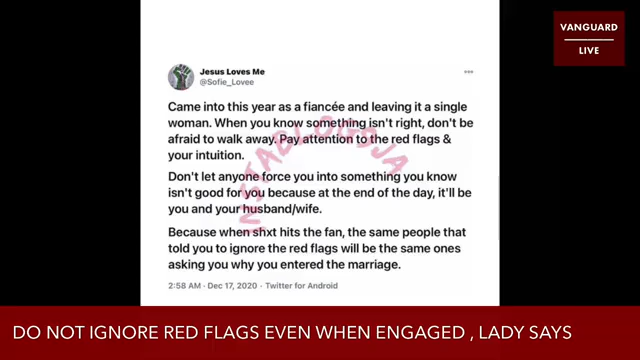 VANGUARD
LIVE
Jesus Loves Me
@Sofie_Lovee
Came into this year as a fiancée and leaving it a single
woman. When you know something isn't right, don't be
afraid to walk away. Pay attention to the red flags &
your intuition.
Don't let anyone force you into something you know
isn't good for you because at the end of the day, it'll be
you and your husband/wife.
Because when shxt hits the fan, the same people that
told you to ignore the red flags will be the same ones
asking you why you entered the marriage.
2:58 AM · Dec 17, 2020 · Twitter for Android
INSTABLOG9JA
DO NOT IGNORE RED FLAGS EVEN WHEN ENGAGED , LADY SAYS